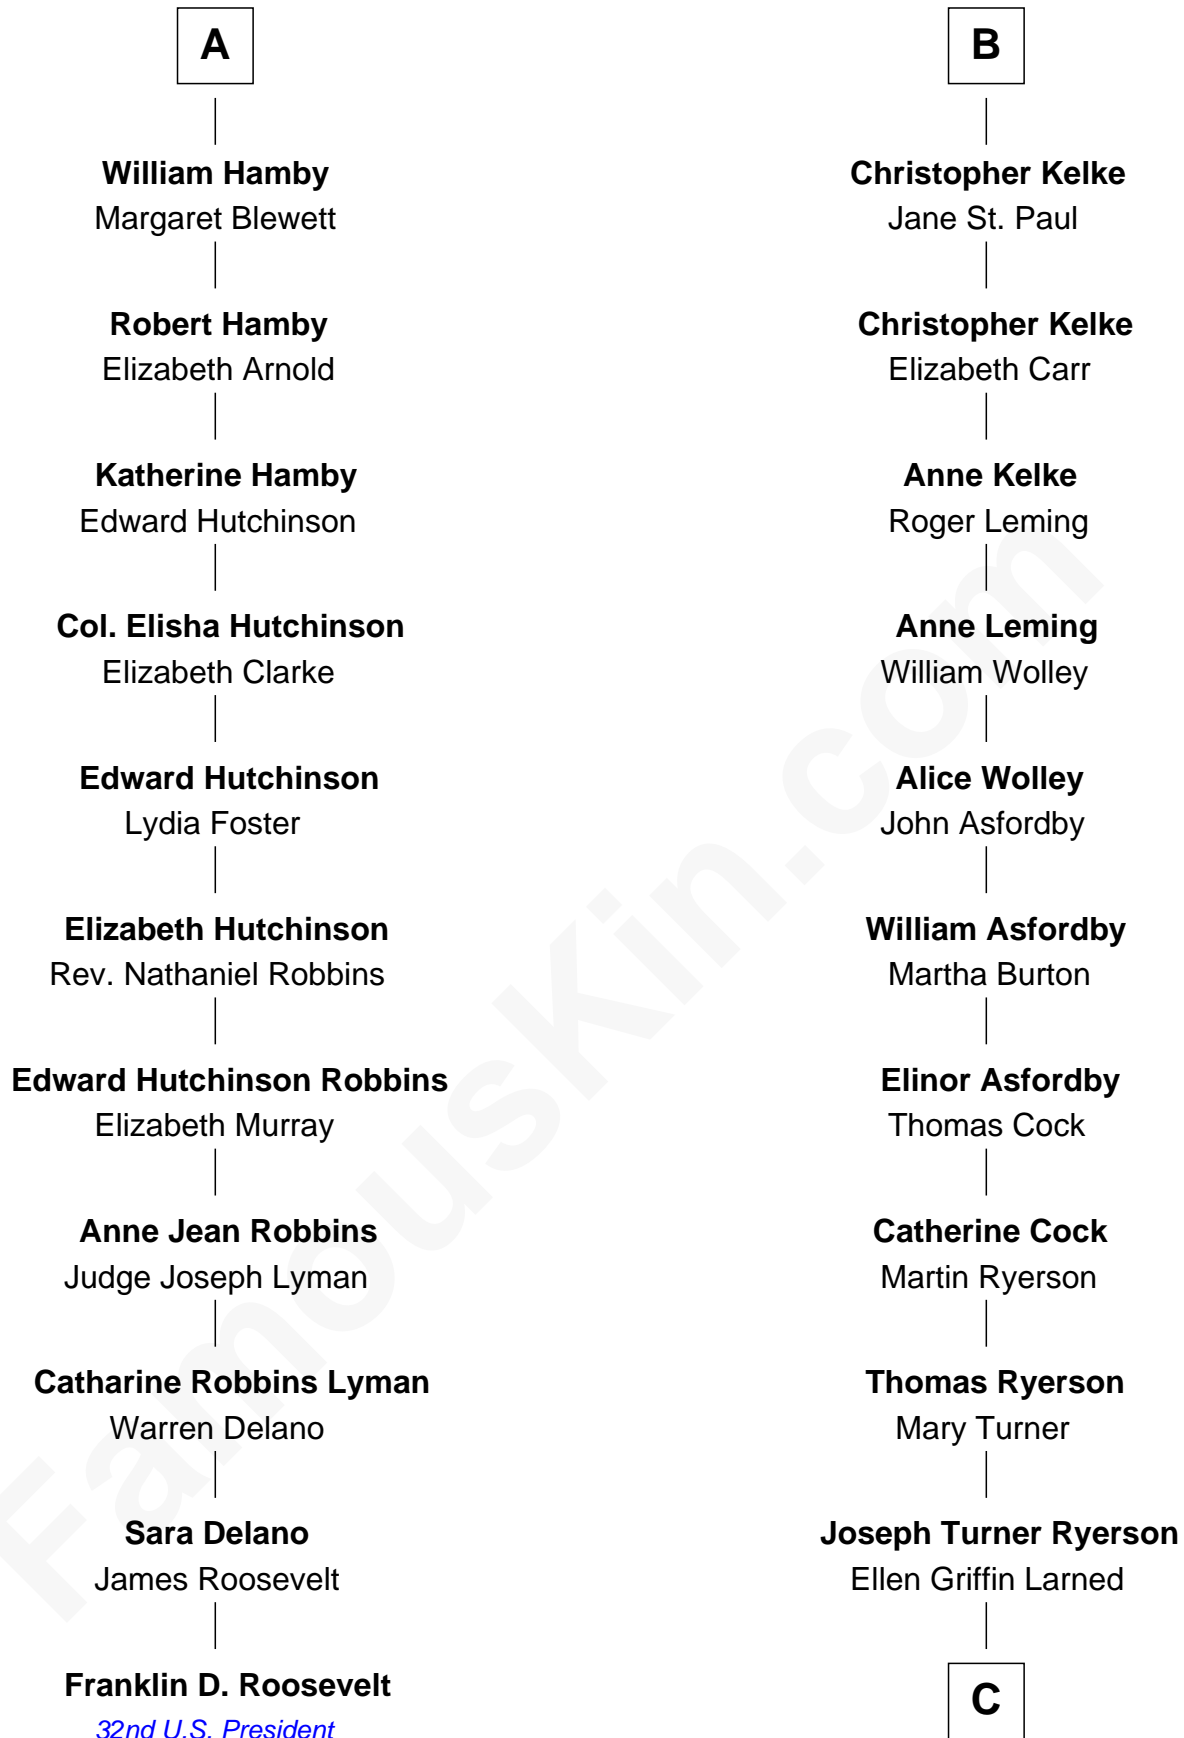 A
William Hamby
Margaret Blewett
Robert Hamby
Elizabeth Arnold
Katherine Hamby
Edward Hutchinson
Col. Elisha Hutchinson
Elizabeth Clarke
Edward Hutchinson
Lydia Foster
Elizabeth Hutchinson
Rev. Nathaniel Robbins
Edward Hutchinson Robbins
Elizabeth Murray
Anne Jean Robbins
Judge Joseph Lyman
Catharine Robbins Lyman
Warren Delano
Sara Delano
James Roosevelt
Franklin D. Roosevelt
32nd U.S. President
B
Christopher Kelke
Jane St. Paul
Christopher Kelke
Elizabeth Carr
Anne Kelke
Roger Leming
Anne Leming
William Wolley
Alice Wolley
John Asfordby
William Asfordby
Martha Burton
Elinor Asfordby
Thomas Cock
Catherine Cock
Martin Ryerson
Thomas Ryerson
Mary Turner
Joseph Turner Ryerson
Ellen Griffin Larned
C
FamousKin.com